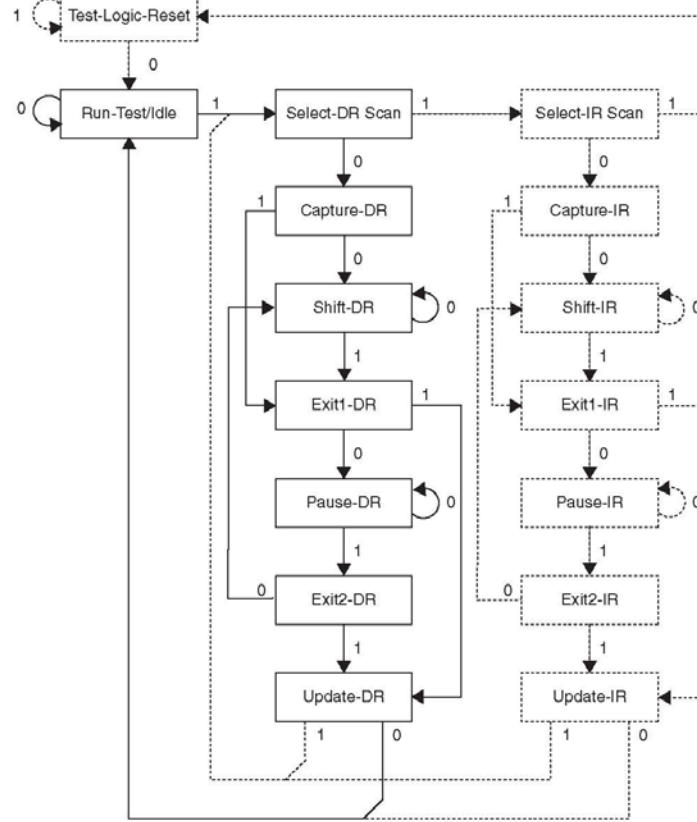 1 Test-Logic-Reset
0
0 Run-Test/Idle 1 Select-DR Scan 1 Select-IR Scan 1
0 0
1 Capture-DR 1 Capture-IR
0 0
Shift-DR 0 Shift-IR 0
1 1
Exit1-DR 1 Exit1-IR 1
0 0
Pause-DR 0 Pause-IR 0
1 1
0 Exit2-DR 0 Exit2-IR
1 1
Update-DR Update-IR
1 0 1 0